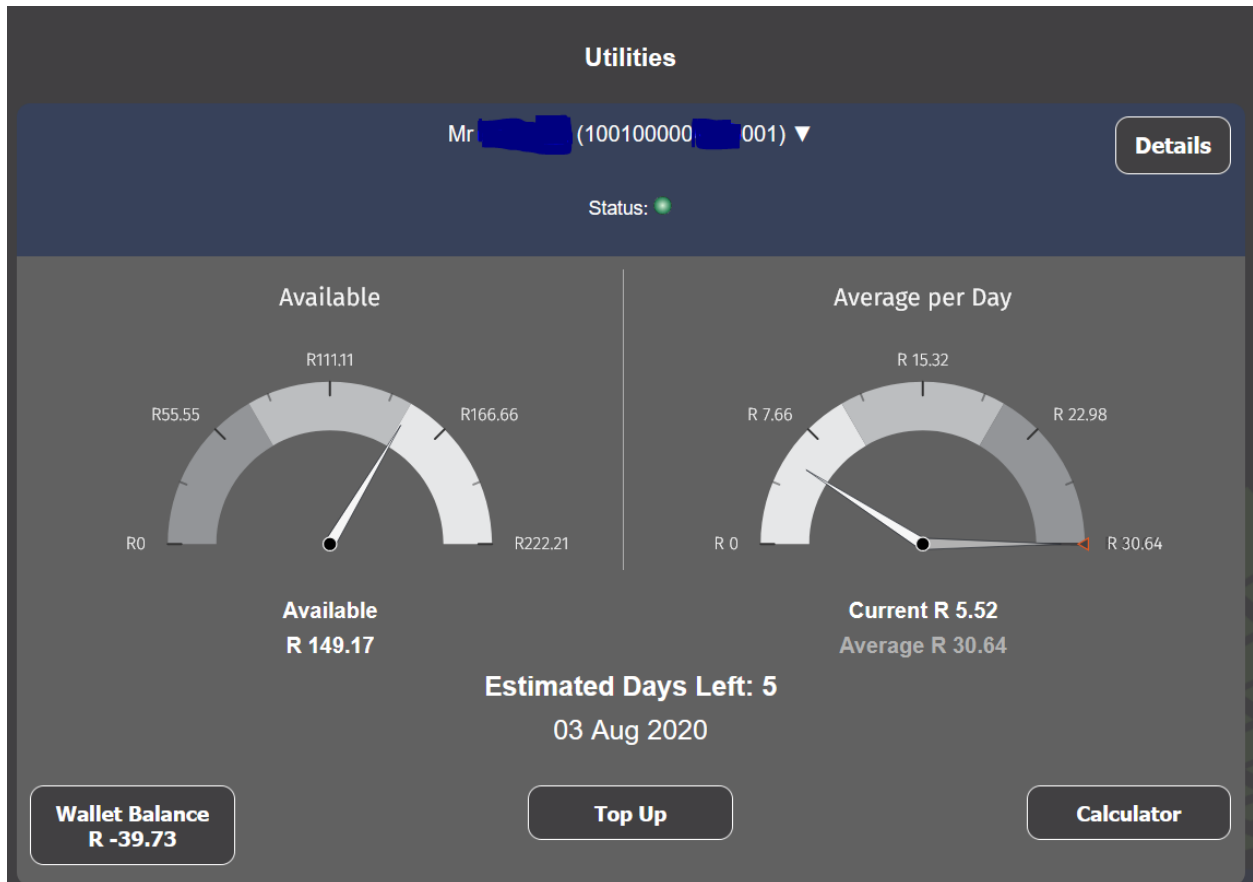 Utilities
Mr (100100000 001) ▼
Details
Status:
Available
R0
R55.55
R111.11
R166.66
R222.21
Available
R 149.17
Average per Day
R 0
R 7.66
R 15.32
R 22.98
R 30.64
Current R 5.52
Average R 30.64
Estimated Days Left: 5
03 Aug 2020
Wallet Balance
R -39.73
Top Up
Calculator